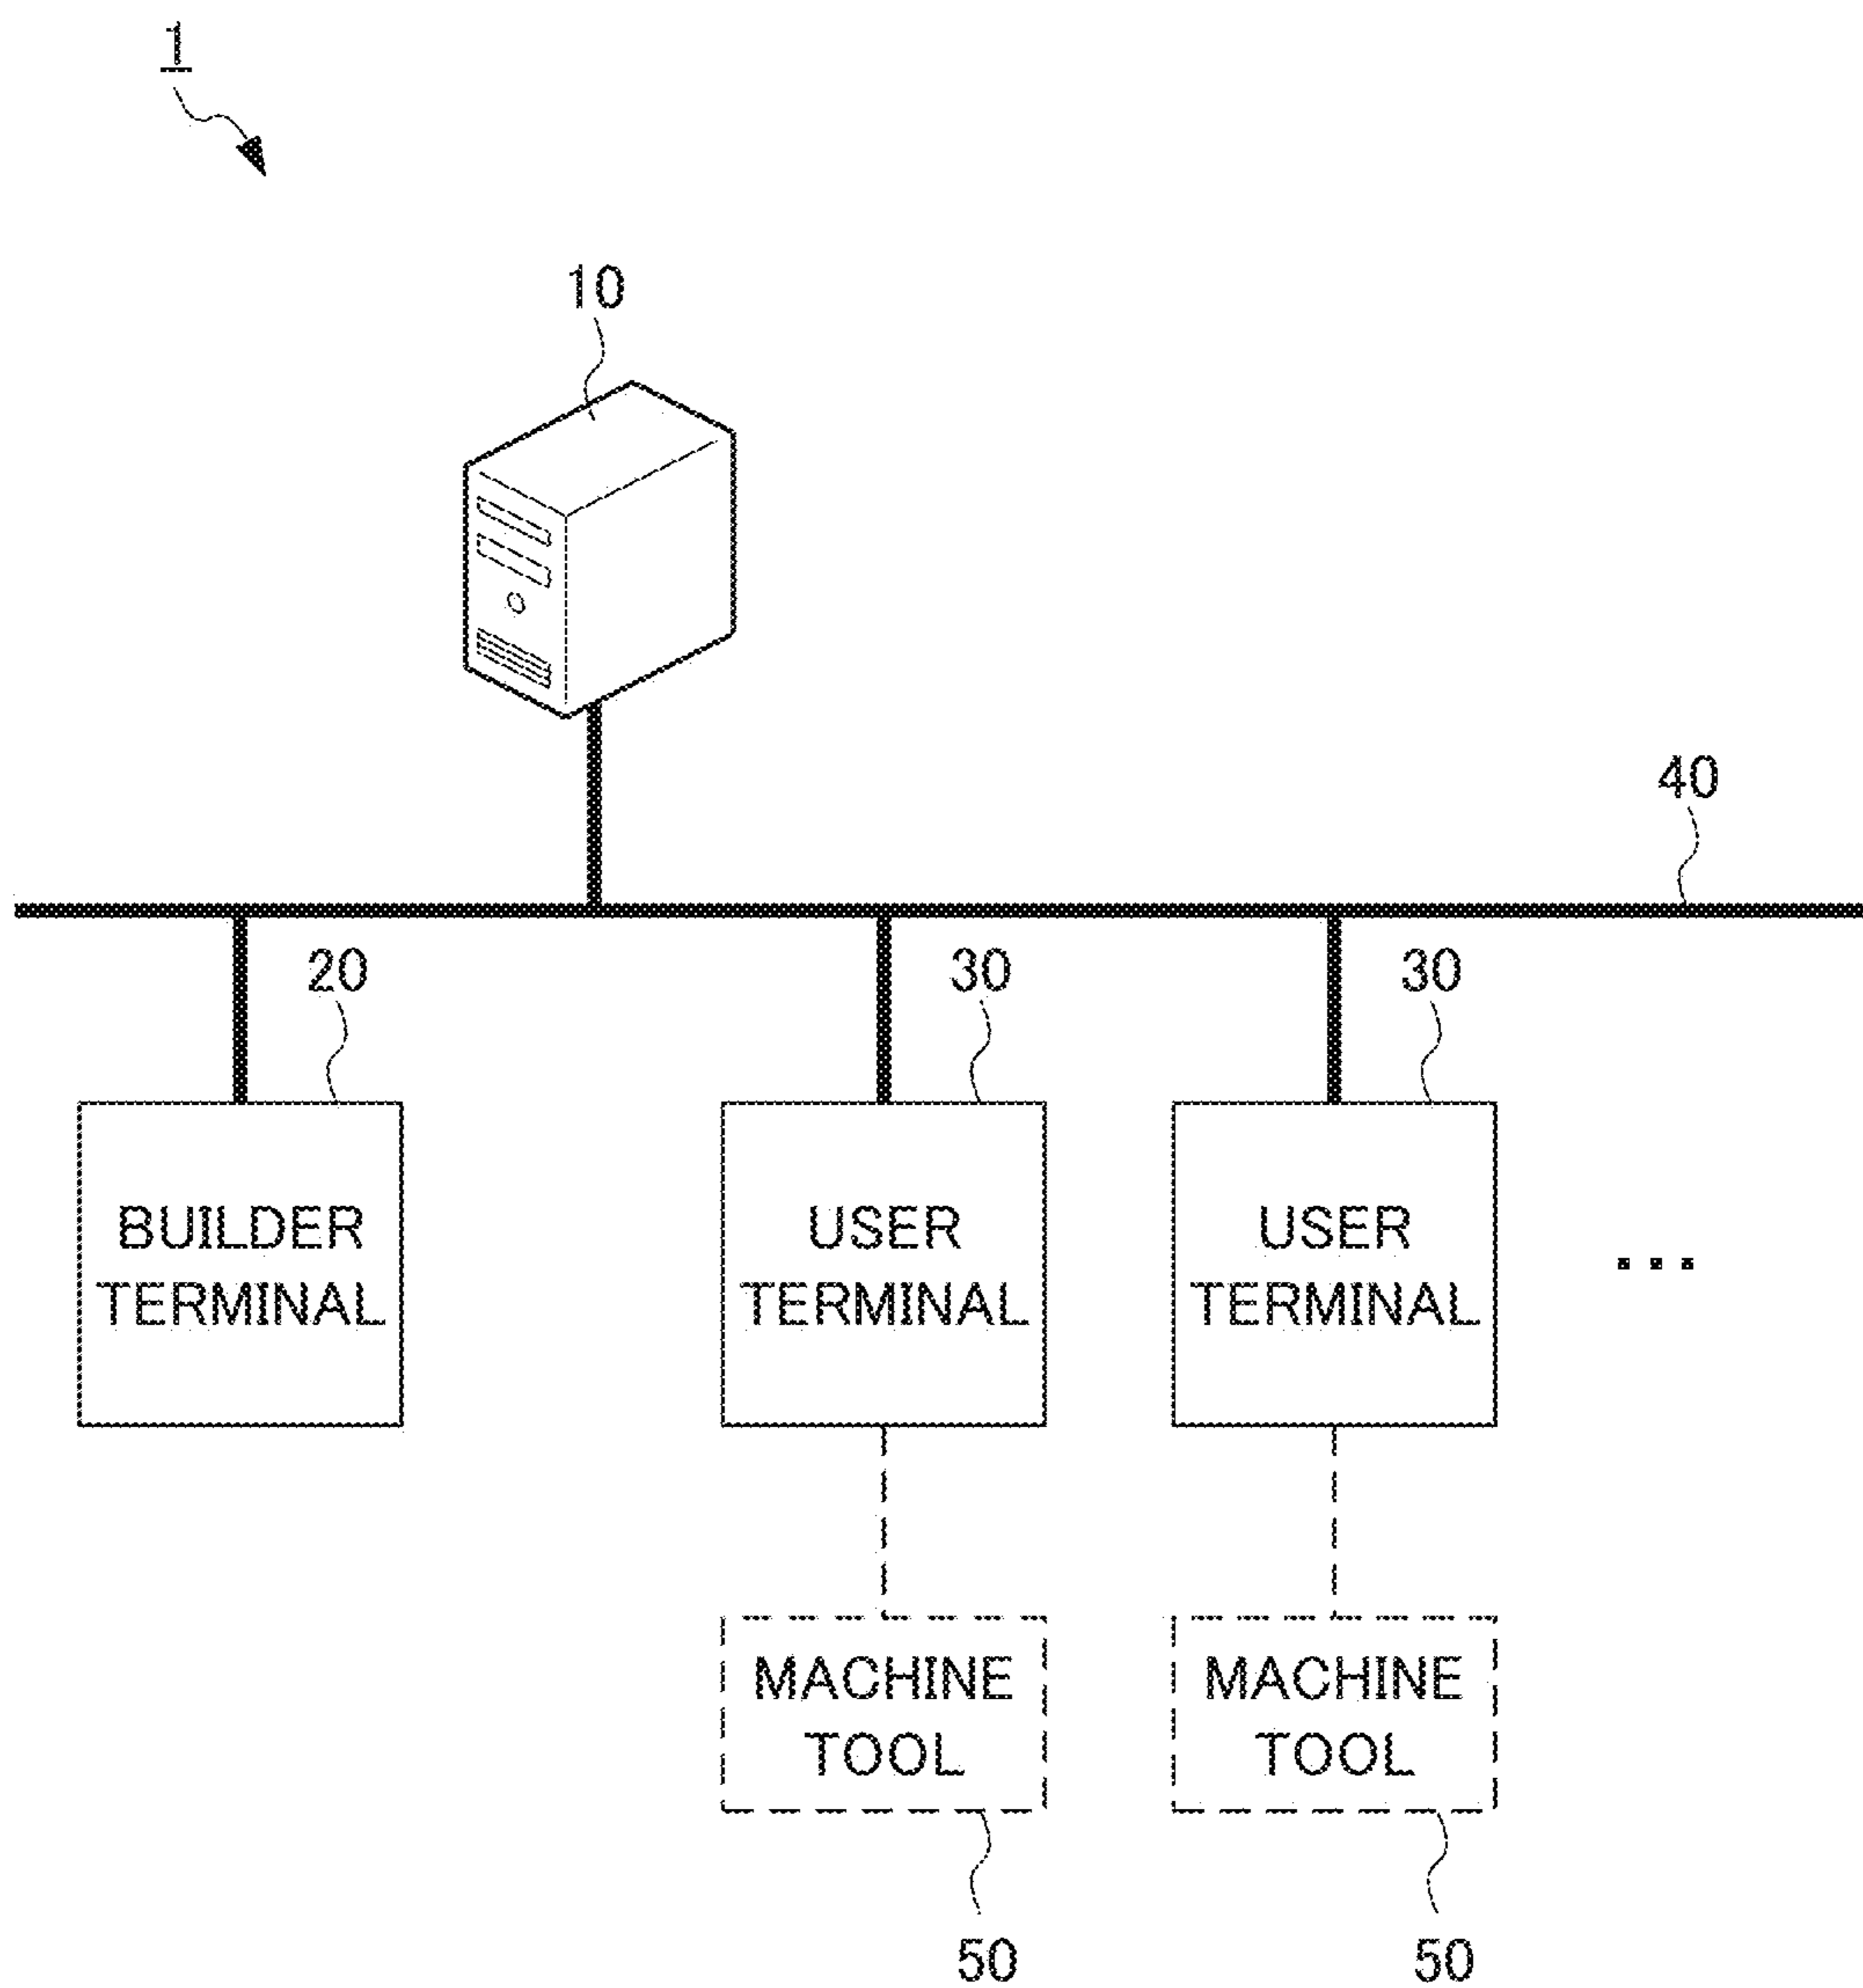 1
10
40
20
30
30
BUILDER
TERMINAL
USER
TERMINAL
USER
TERMINAL
...
MACHINE
TOOL
MACHINE
TOOL
50
50